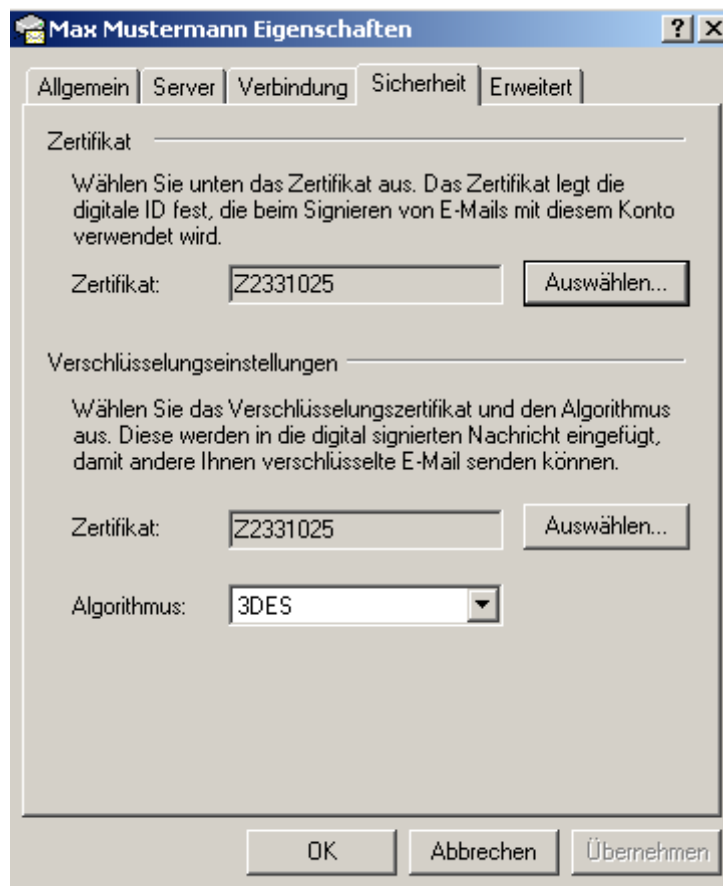 Max Mustermann Eigenschaften
Allgemein Server Verbindung Sicherheit Erweitert
Zertifikat
Wählen Sie unten das Zertifikat aus. Das Zertifikat legt die
digitale ID fest, die beim Signieren von E-Mails mit diesem Konto
verwendet wird.
Zertifikat: Z2331025 Auswählen...
Verschlüsselungseinstellungen
Wählen Sie das Verschlüsselungszertifikat und den Algorithmus
aus. Diese werden in die digital signierten Nachricht eingefügt,
damit andere Ihnen verschlüsselte E-Mail senden können.
Zertifikat: Z2331025 Auswählen...
Algorithmus: 3DES
OK Abbrechen Übernehmen